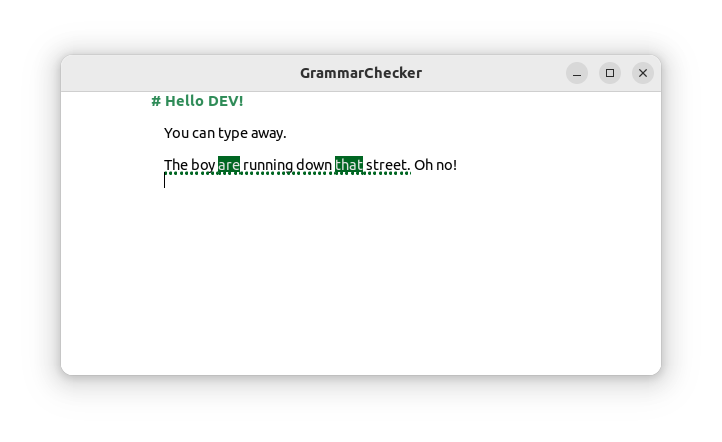 GrammarChecker
# Hello DEV!
You can type away.
The boy are running down that street. Oh no!